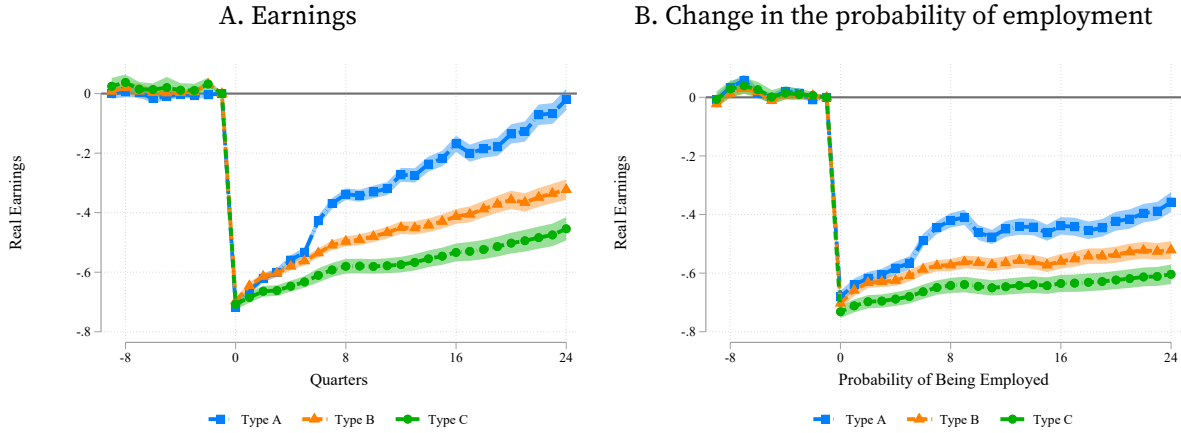 A. Earnings
Real Earnings
0
-.2
-.4
-.6
-.8
-8 0 8 16 24
Quarters
Type A Type B Type C
B. Change in the probability of employment
Real Earnings
0
-.2
-.4
-.6
-.8
-8 0 8 16 24
Probability of Being Employed
Type A Type B Type C